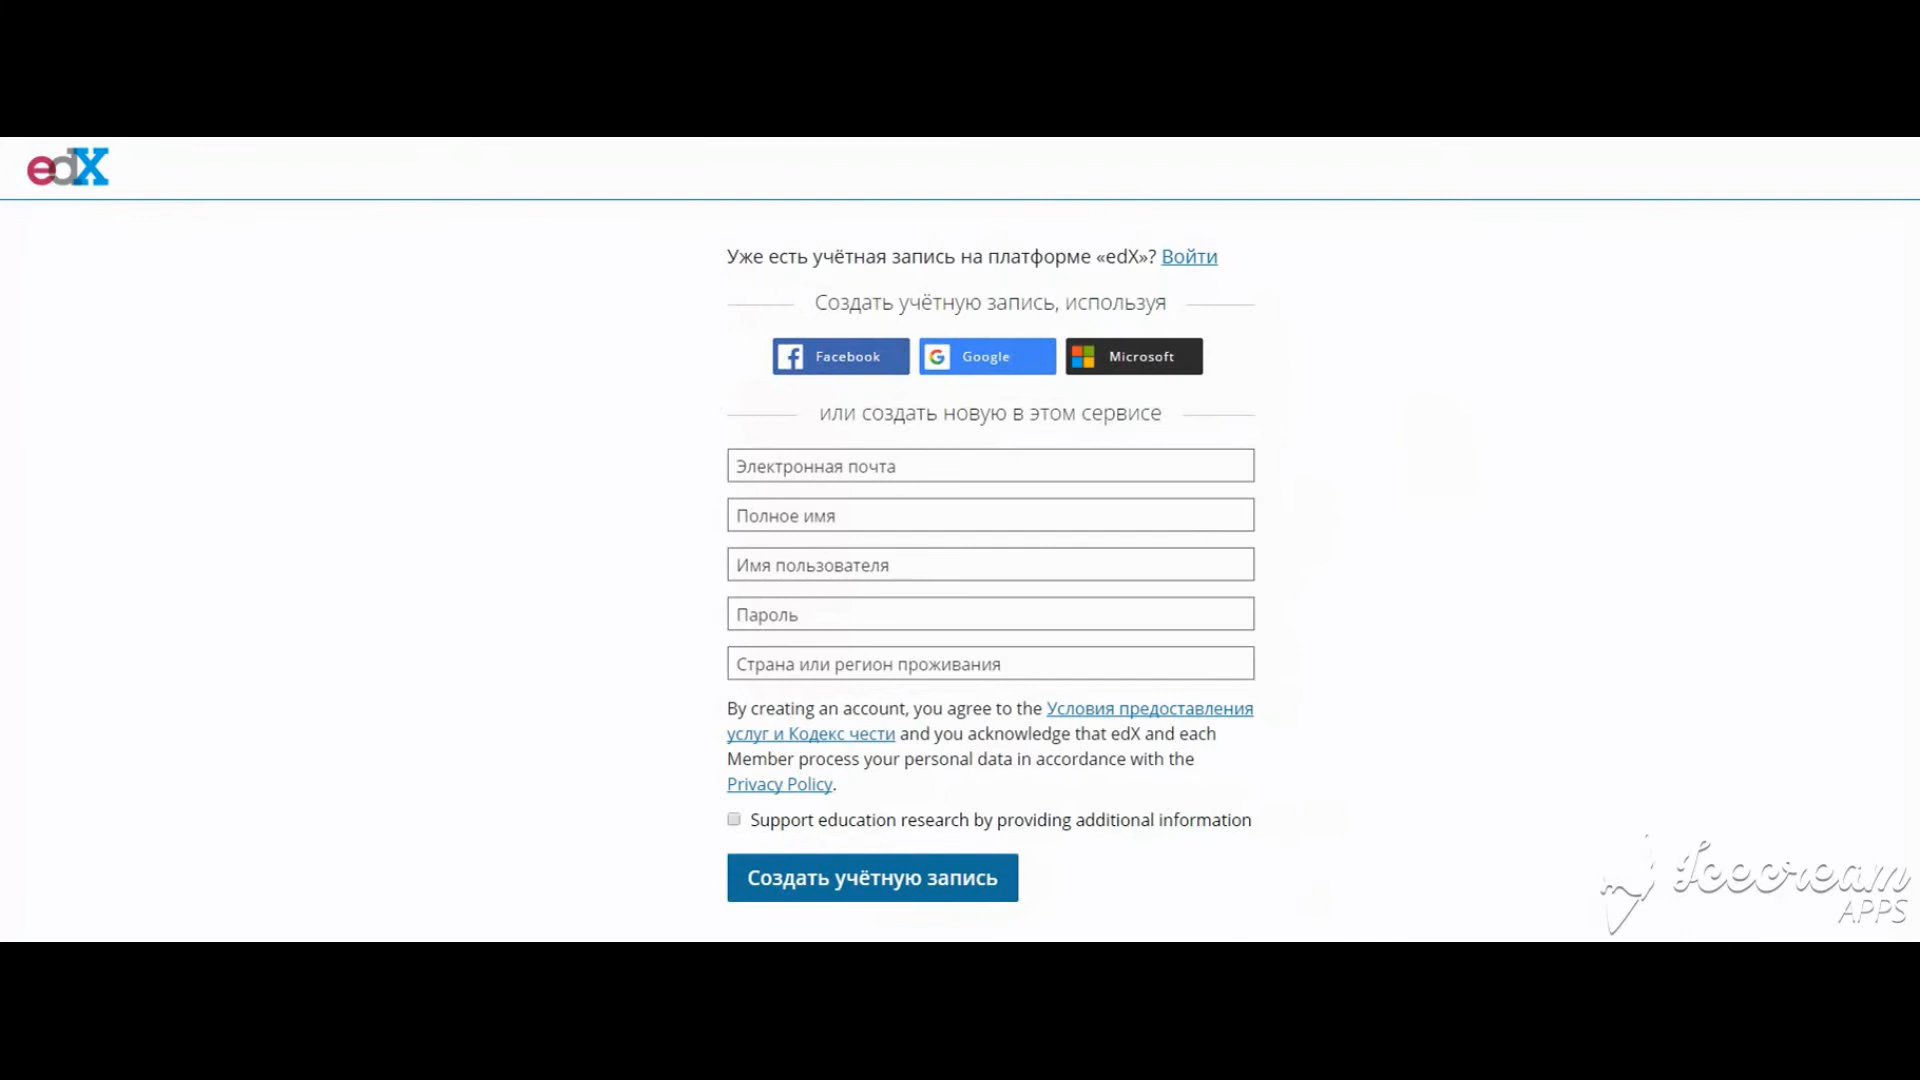 edX
Уже есть учётная запись на платформе «edX»? Войти
Создать учётную запись, используя
Facebook Google Microsoft
или создать новую в этом сервисе
Электронная почта
Полное имя
Имя пользователя
Пароль
Страна или регион проживания
By creating an account, you agree to the Условия предоставления
услуг и Кодекс чести and you acknowledge that edX and each
Member process your personal data in accordance with the
Privacy Policy.
Support education research by providing additional information
Создать учётную запись
Icecream
APPS